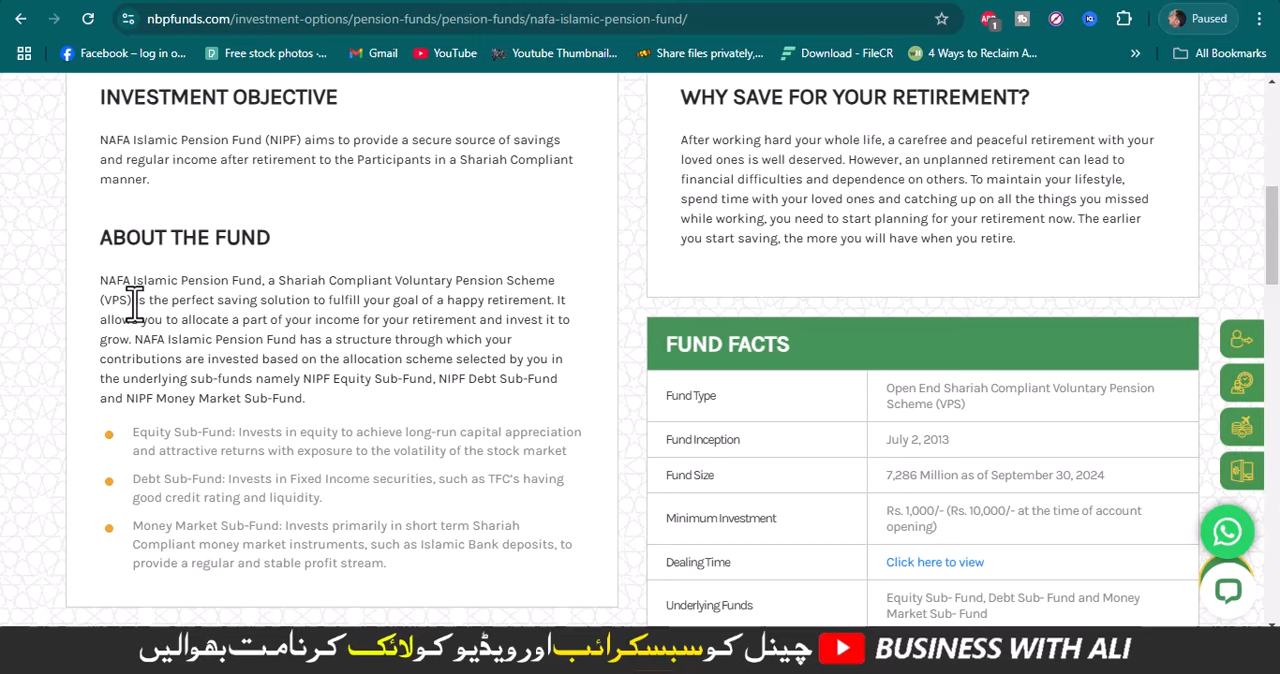 nbpfunds.com/investment-options/pension-funds/pension-funds/nafa-islamic-pension-fund/
Paused
Facebook – log in o...
Free stock photos ·...
Gmail
YouTube
Youtube Thumbnail...
Share files privately,...
Download - FileCR
4 Ways to Reclaim A...
»
All Bookmarks
INVESTMENT OBJECTIVE
NAFA Islamic Pension Fund (NIPF) aims to provide a secure source of savings
and regular income after retirement to the Participants in a Shariah Compliant
manner.
ABOUT THE FUND
NAFA Islamic Pension Fund, a Shariah Compliant Voluntary Pension Scheme
(VPS) is the perfect saving solution to fulfill your goal of a happy retirement. It
allows you to allocate a part of your income for your retirement and invest it to
grow. NAFA Islamic Pension Fund has a structure through which your
contributions are invested based on the allocation scheme selected by you in
the underlying sub-funds namely NIPF Equity Sub-Fund, NIPF Debt Sub-Fund
and NIPF Money Market Sub-Fund.
Equity Sub-Fund: Invests in equity to achieve long-run capital appreciation
and attractive returns with exposure to the volatility of the stock market
Debt Sub-Fund: Invests in Fixed Income securities, such as TFC's having
good credit rating and liquidity.
Money Market Sub-Fund: Invests primarily in short term Shariah
Compliant money market instruments, such as Islamic Bank deposits, to
provide a regular and stable profit stream.
WHY SAVE FOR YOUR RETIREMENT?
After working hard your whole life, a carefree and peaceful retirement with your
loved ones is well deserved. However, an unplanned retirement can lead to
financial difficulties and dependence on others. To maintain your lifestyle,
spend time with your loved ones and catching up on all the things you missed
while working, you need to start planning for your retirement now. The earlier
you start saving, the more you will have when you retire.
FUND FACTS
Fund Type
Open End Shariah Compliant Voluntary Pension
Scheme (VPS)
Fund Inception
July 2, 2013
Fund Size
7,286 Million as of September 30, 2024
Minimum Investment
Rs. 1,000/- (Rs. 10,000/- at the time of account
opening)
Dealing Time
Click here to view
Underlying Funds
Equity Sub- Fund, Debt Sub- Fund and Money
Market Sub- Fund
چینل کو سبسکرائب اور ویڈیو کو لائک کرنا مت بھوالیں
BUSINESS WITH ALI